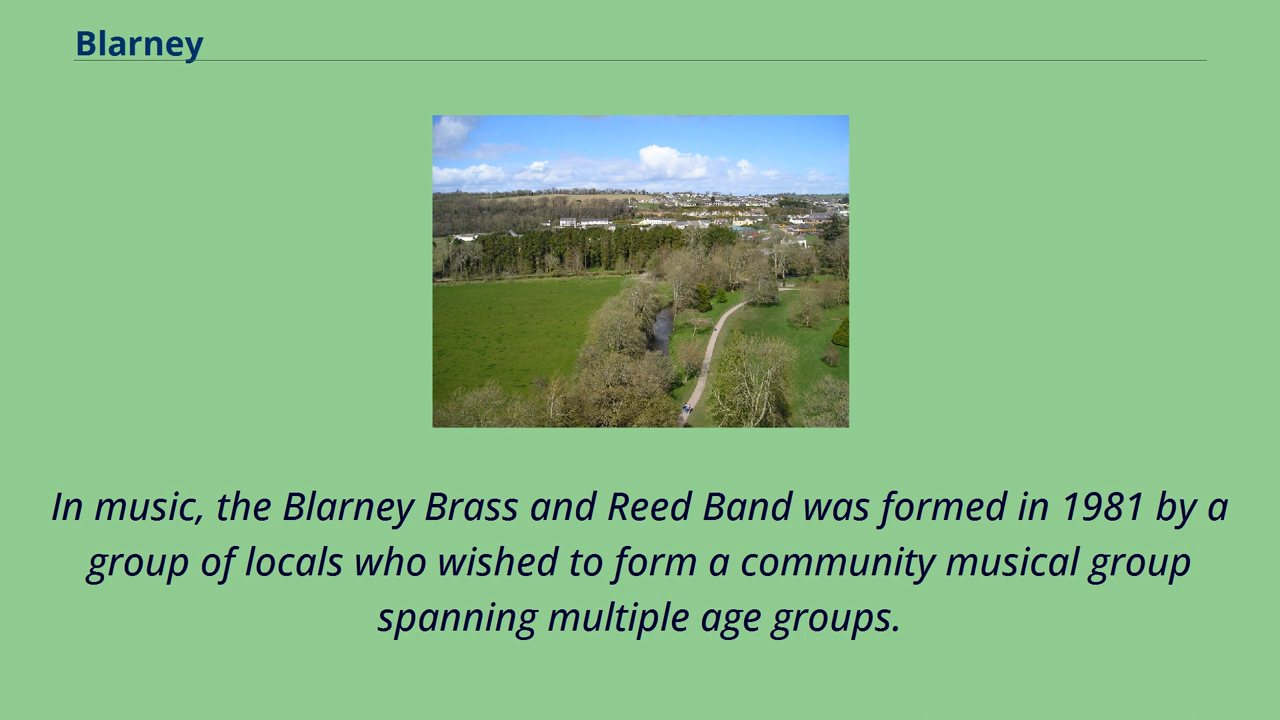 Blarney
In music, the Blarney Brass and Reed Band was formed in 1981 by a
group of locals who wished to form a community musical group
spanning multiple age groups.